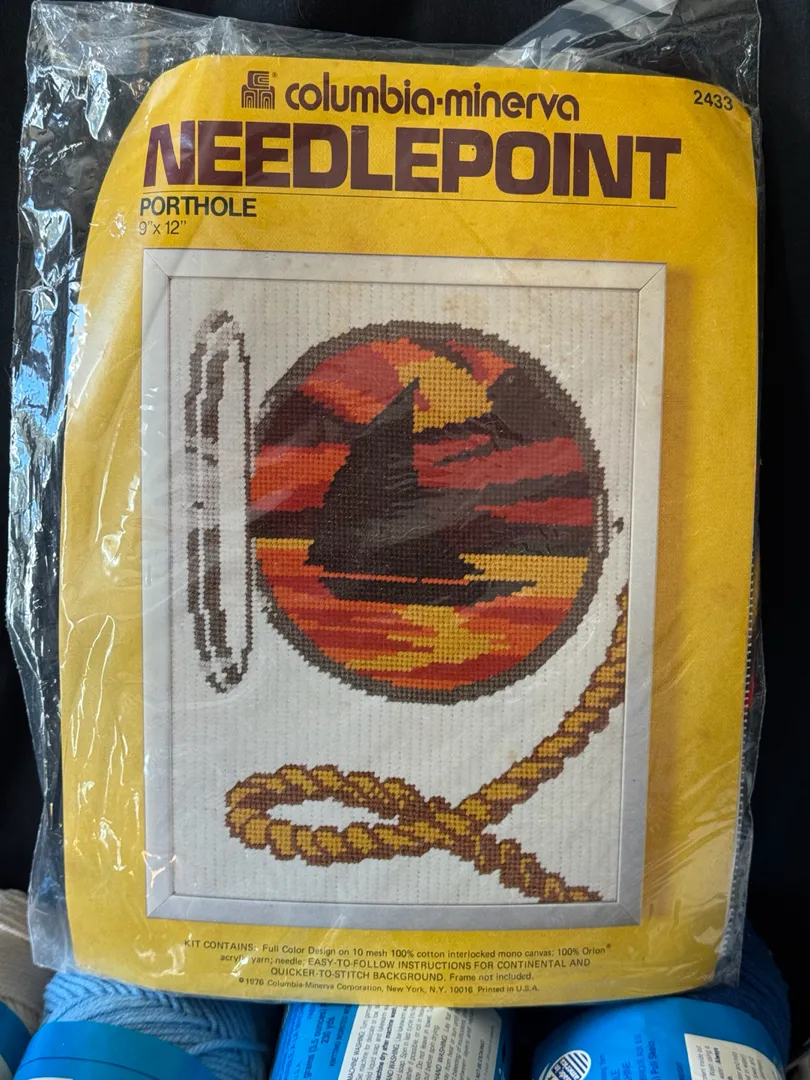 columbia·minerva
2433
NEEDLEPOINT
PORTHOLE
9"x 12"
KIT CONTAINS: Full Color Design on 10 mesh 100% cotton interlocked mono canvas; 100% Orlon®
acrylic yarn; needle; EASY-TO-FOLLOW INSTRUCTIONS FOR CONTINENTAL AND
QUICKER-TO-STITCH BACKGROUND. Frame not included.
©1976 Columbia-Minerva Corporation, New York, N.Y. 10016 Printed in U.S.A.